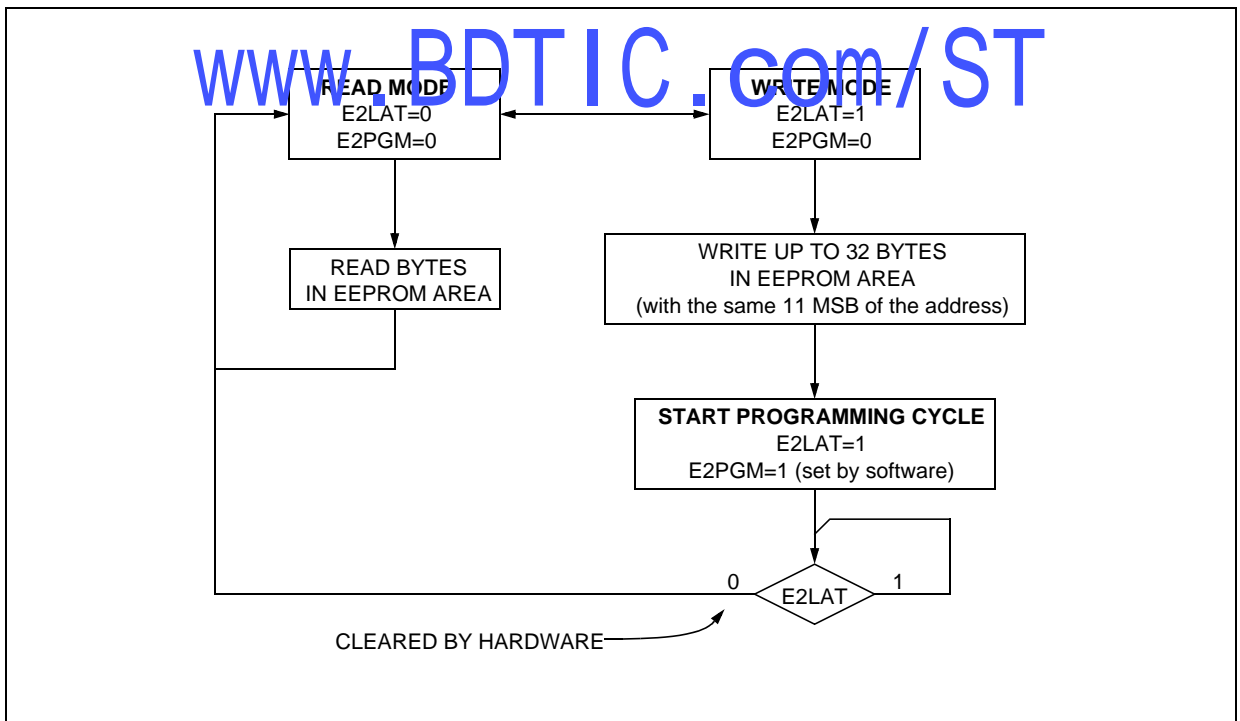 www.BDTIC.com/ST
READ MODE
E2LAT=0
E2PGM=0
WRITE MODE
E2LAT=1
E2PGM=0
READ BYTES
IN EEPROM AREA
WRITE UP TO 32 BYTES
IN EEPROM AREA
(with the same 11 MSB of the address)
START PROGRAMMING CYCLE
E2LAT=1
E2PGM=1 (set by software)
0
E2LAT
1
CLEARED BY HARDWARE